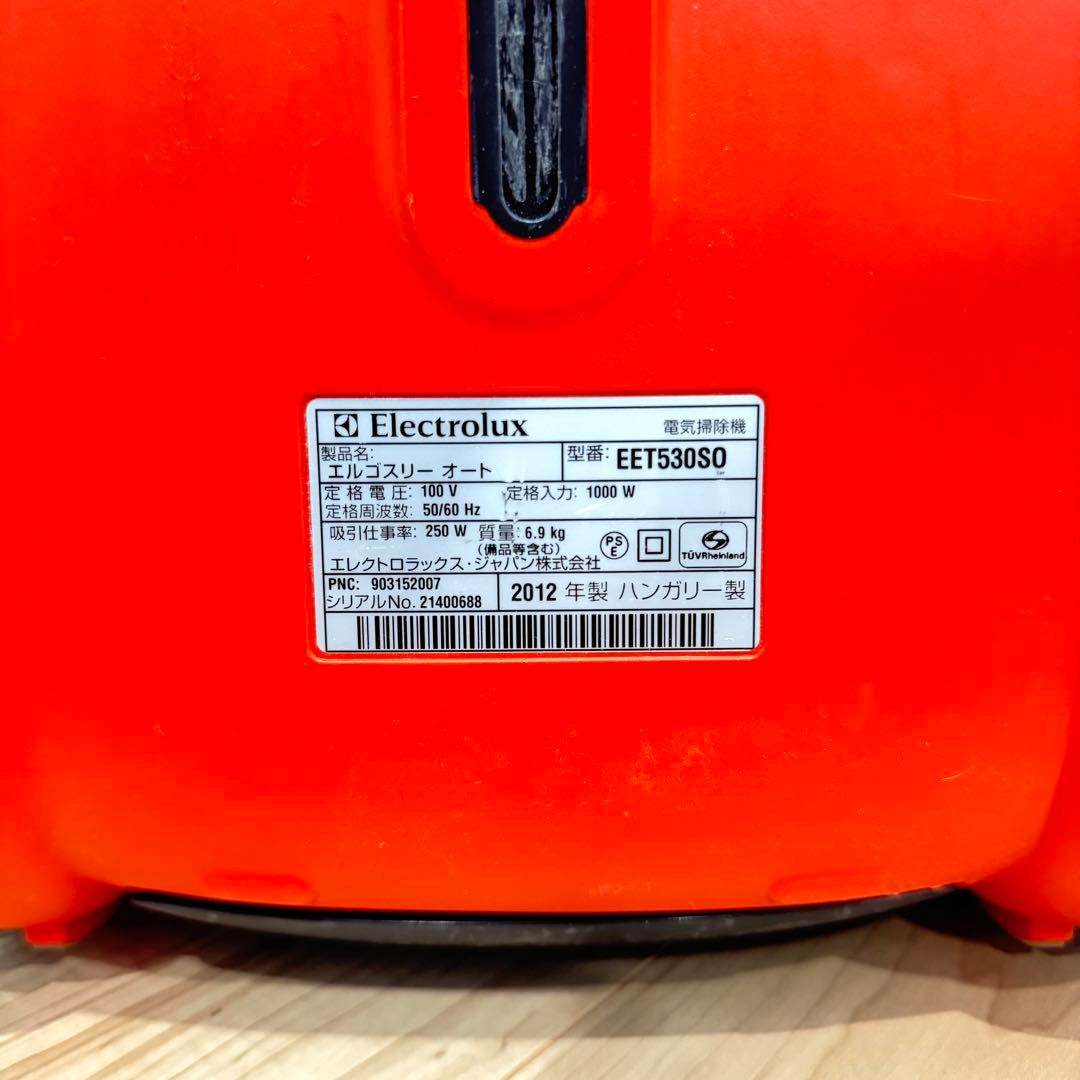 Electrolux 電気掃除機
製品名:
エルゴスリー オート
型番: EET530SO
定格電圧: 100 V 定格入力: 1000 W
定格周波数: 50/60 Hz
吸引仕事率: 250 W 質量: 6.9 kg
(備品等含む)
エレクトロラックス・ジャパン株式会社
PS
E
TÜVRheinland
PNC: 903152007
シリアルNo. 21400688
2012 年製 ハンガリー製